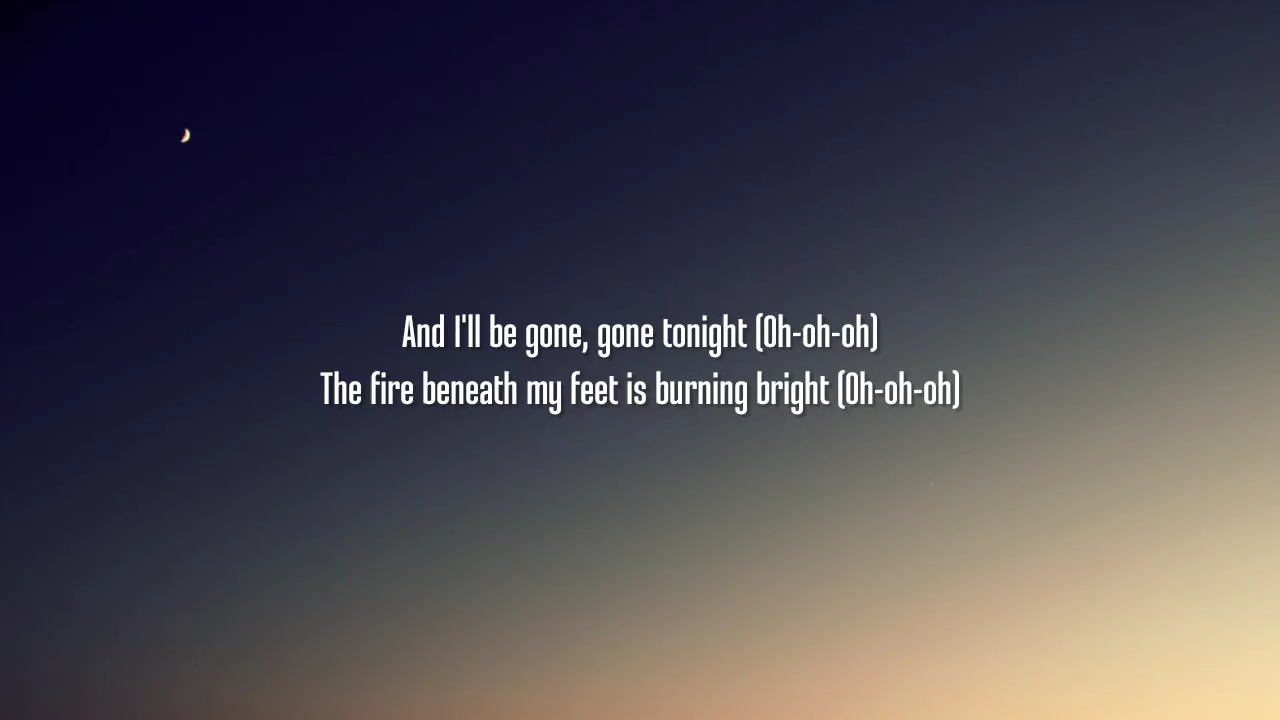 And I'll be gone, gone tonight (Oh-oh-oh)
The fire beneath my feet is burning bright (Oh-oh-oh)